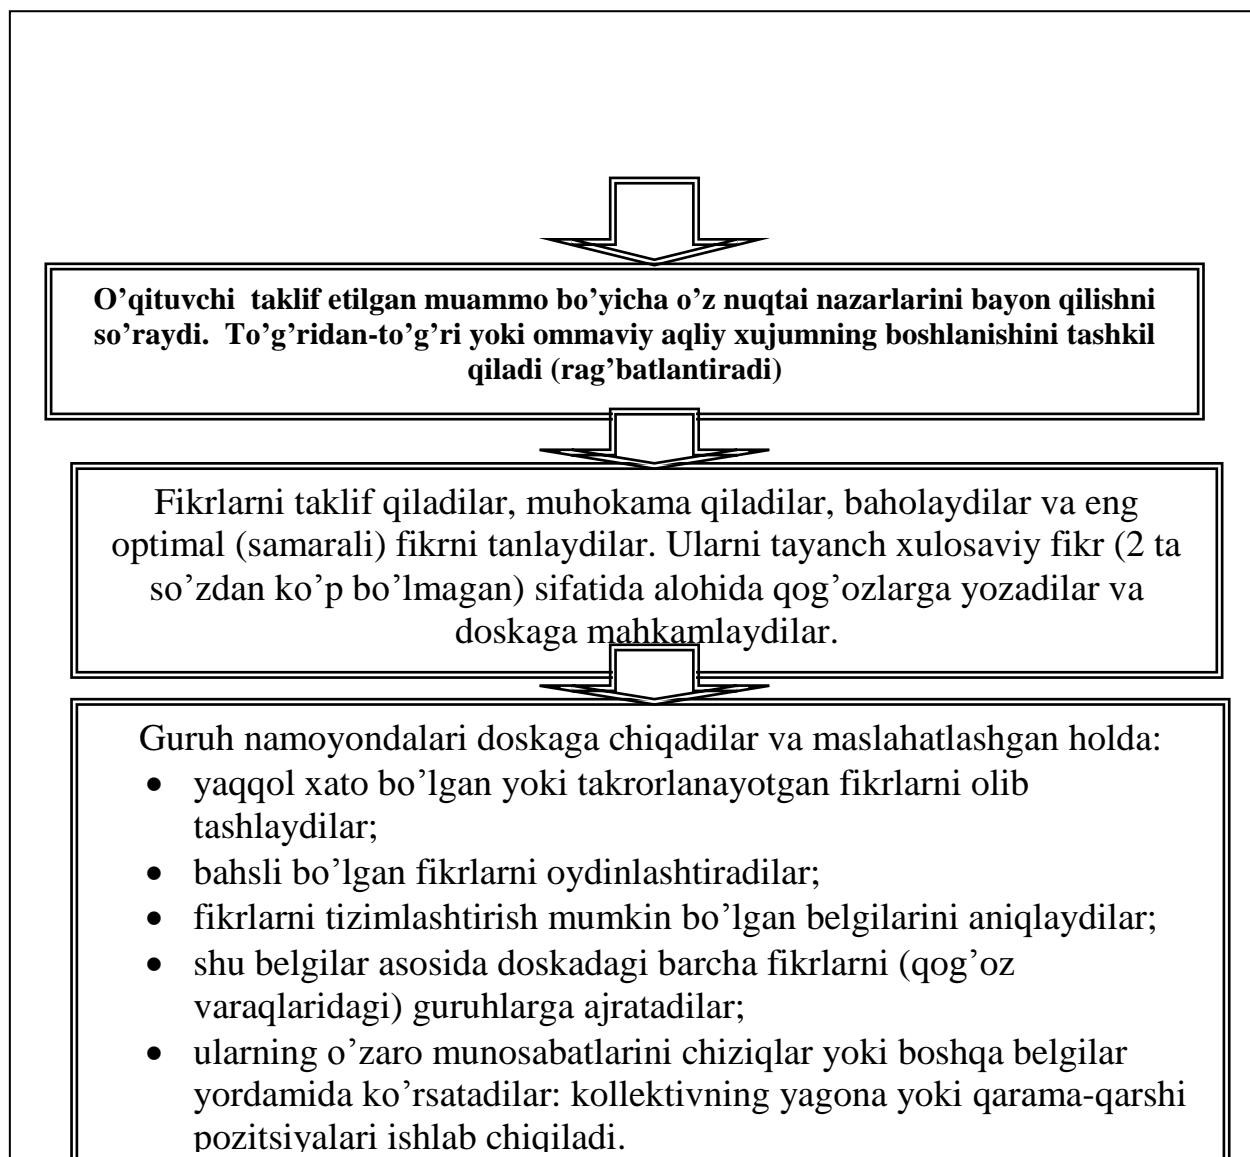 O’qituvchi taklif etilgan muammo bo’yicha o’z nuqtai nazarlarini bayon qilishni
so’raydi. To’g’ridan-to’g’ri yoki ommaviy aqliy xujumning boshlanishini tashkil
qiladi (rag’batlantiradi)
Fikrlarni taklif qiladilar, muhokama qiladilar, baholaydilar va eng
optimal (samarali) fikrni tanlaydilar. Ularni tayanch xulosaviy fikr (2 ta
so’zdan ko’p bo’lmagan) sifatida alohida qog’ozlarga yozadilar va
doskaga mahkamlaydilar.
Guruh namoyondalari doskaga chiqadilar va maslahatlashgan holda:
• yaqqol xato bo’lgan yoki takrorlanayotgan fikrlarni olib
tashlaydilar;
• bahsli bo’lgan fikrlarni oydinlashtiradilar;
• fikrlarni tizimlashtirish mumkin bo’lgan belgilarini aniqlaydilar;
• shu belgilar asosida doskadagi barcha fikrlarni (qog’oz
varaqlaridagi) guruhlarga ajratadilar;
• ularning o’zaro munosabatlarini chiziqlar yoki boshqa belgilar
yordamida ko’rsatadilar: kollektivning yagona yoki qarama-qarshi
pozitsiyalari ishlab chiqiladi.